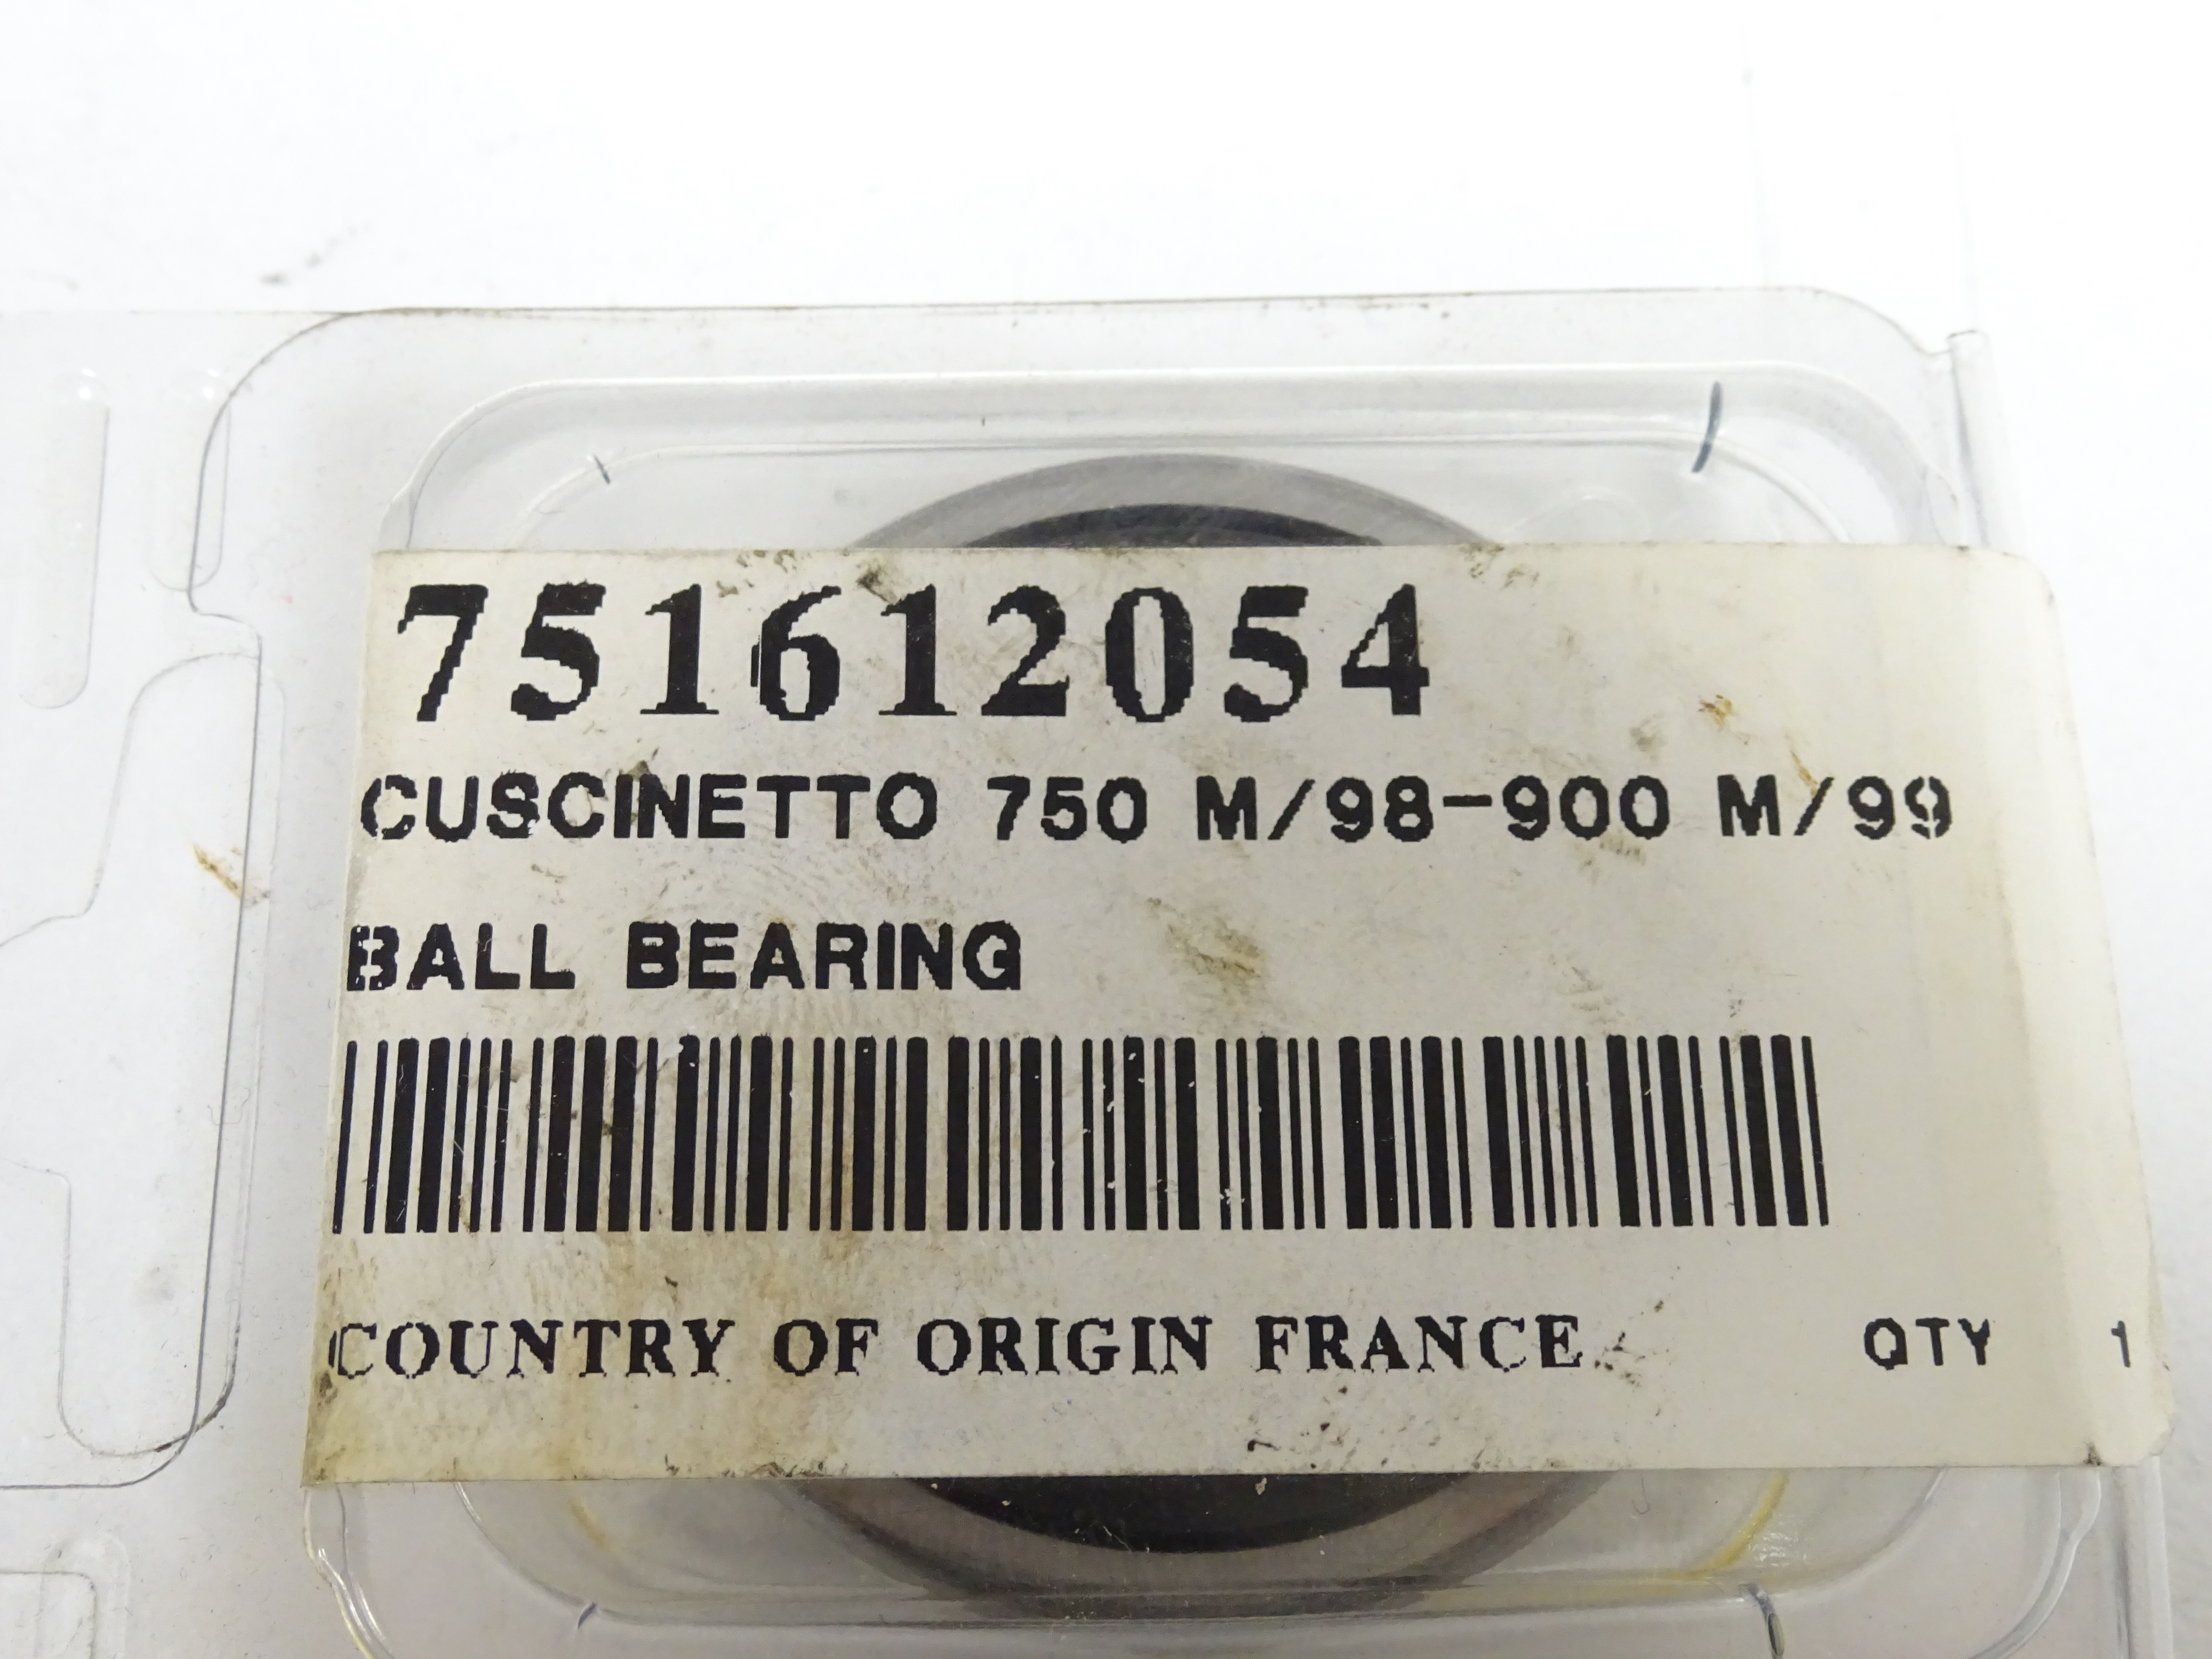 751612054
CUSCINETTO 750 M/98-900 M/99
BALL BEARING
COUNTRY OF ORIGIN FRANCE QTY 1